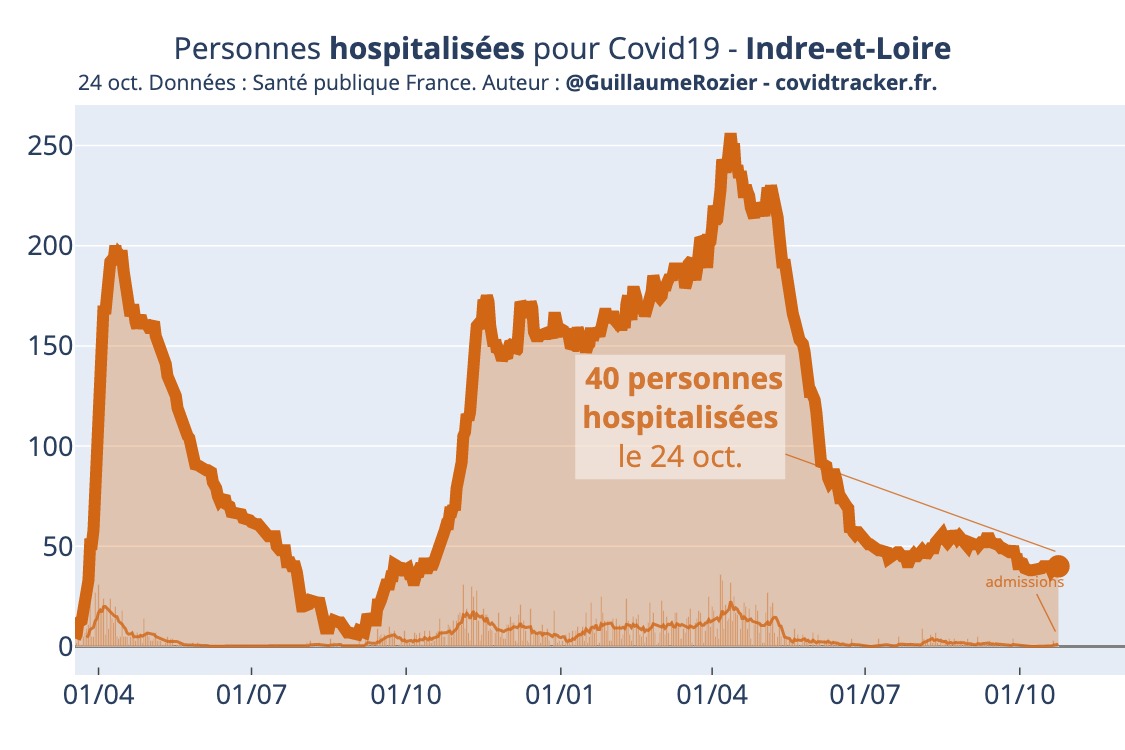 Personnes hospitalisées pour Covid19 - Indre-et-Loire
24 oct. Données : Santé publique France. Auteur : @GuillaumeRozier - covidtracker.fr.
250
200
150
100
50
0
40 personnes
hospitalisées
le 24 oct.
admissions
01/04 01/07 01/10 01/01 01/04 01/07 01/10